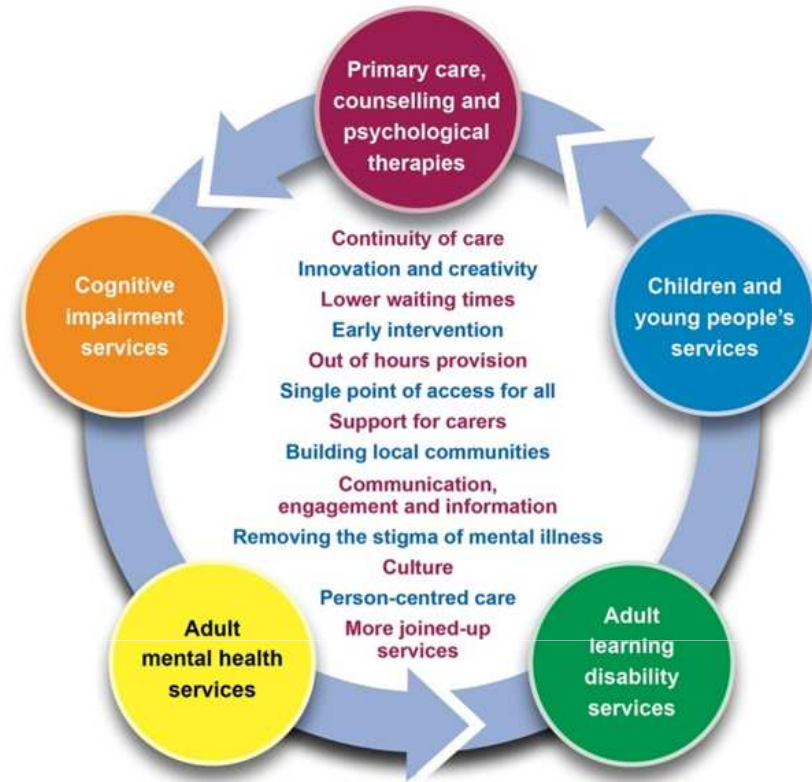 Primary care,
counselling and
psychological
therapies
Cognitive
impairment
services
Children and
young people's
services
Continuity of care
Innovation and creativity
Lower waiting times
Early intervention
Out of hours provision
Single point of access for all
Support for carers
Building local communities
Communication,
engagement and information
Removing the stigma of mental illness
Culture
Person-centred care
More joined-up
services
Adult
mental health
services
Adult
learning
disability
services